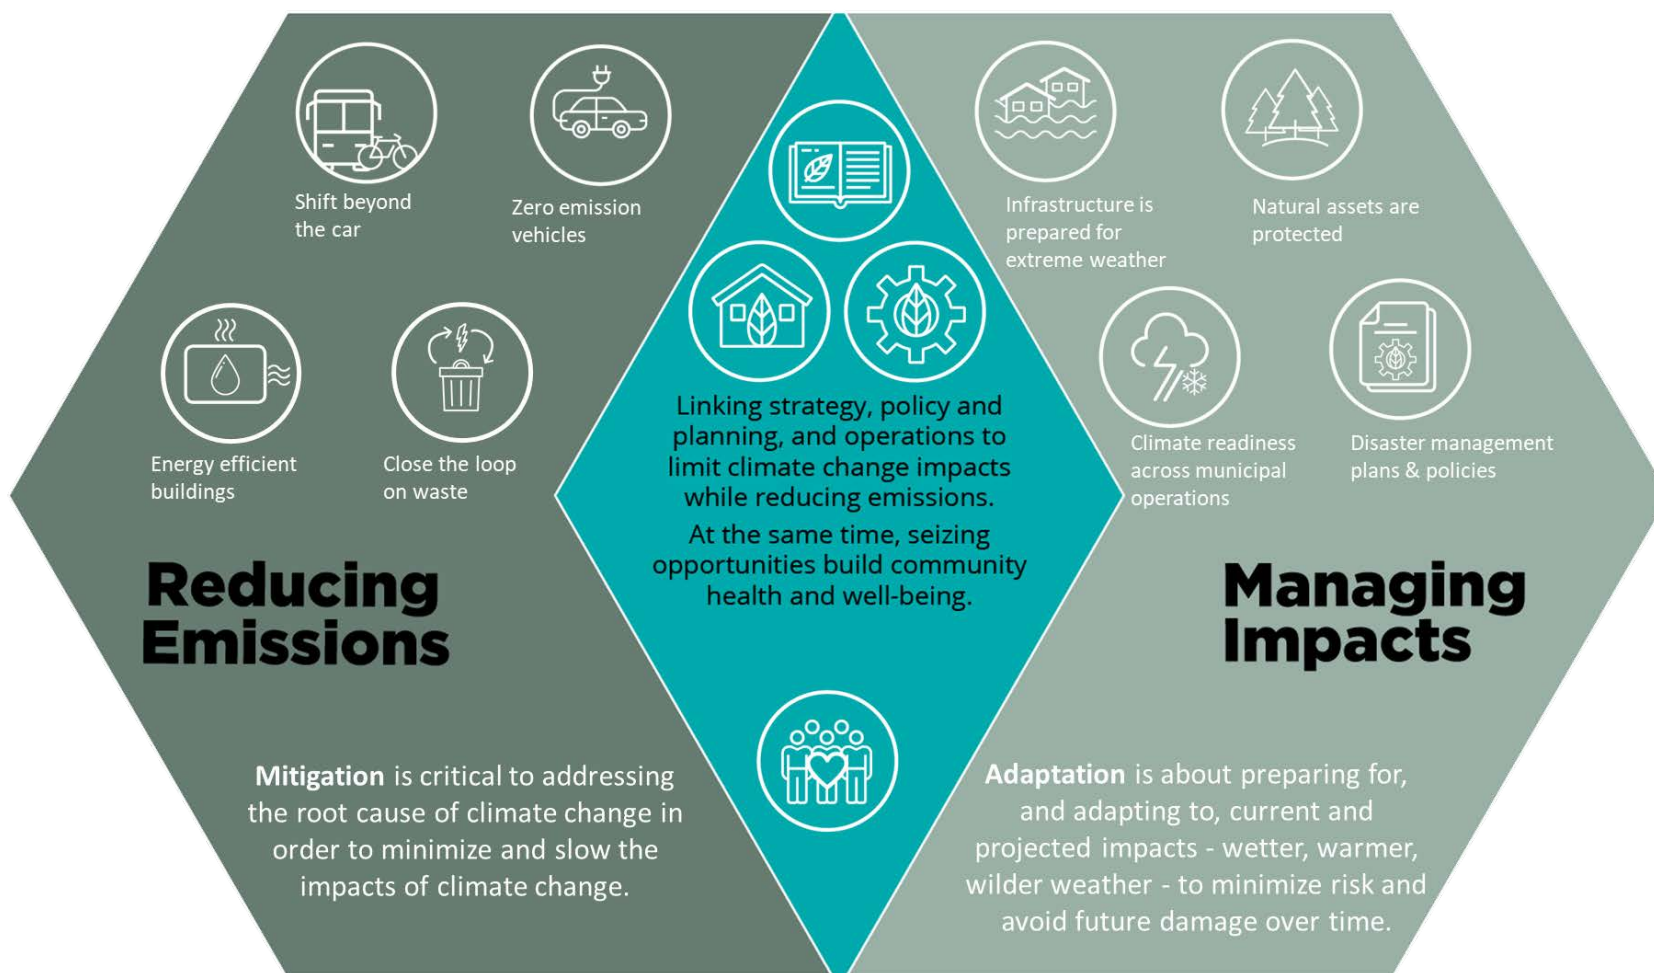 Shift beyond
the car
Zero emission
vehicles
Energy efficient
buildings
Close the loop
on waste
Reducing
Emissions
Mitigation is critical to addressing
the root cause of climate change in
order to minimize and slow the
impacts of climate change.
Linking strategy, policy and
planning, and operations to
limit climate change impacts
while reducing emissions.
At the same time, seizing
opportunities build community
health and well-being.
Infrastructure is
prepared for
extreme weather
Natural assets are
protected
Climate readiness
across municipal
operations
Disaster management
plans & policies
Managing
Impacts
Adaptation is about preparing for,
and adapting to, current and
projected impacts - wetter, warmer,
wilder weather - to minimize risk and
avoid future damage over time.